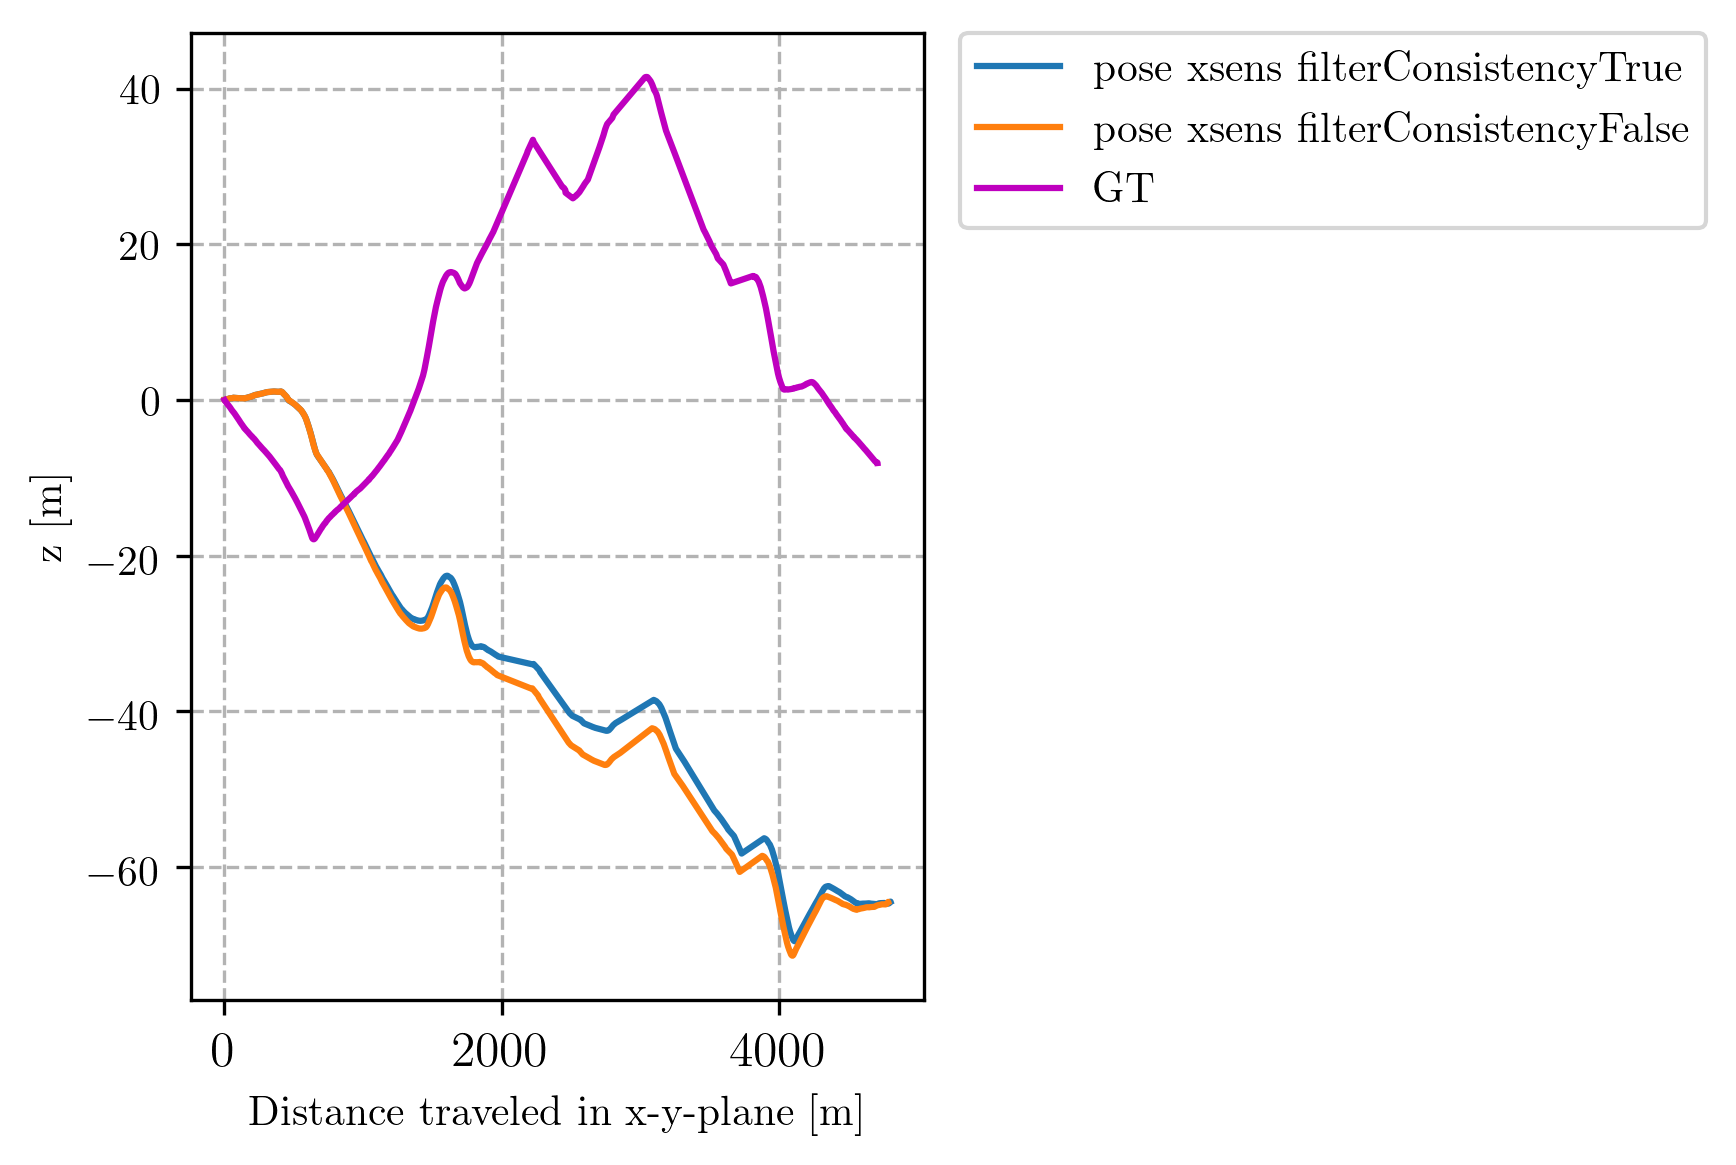 pose xsens filterConsistencyTrue
pose xsens filterConsistencyFalse
GT
z [m]
40
20
0
−20
−40
−60
0 2000 4000
Distance traveled in x-y-plane [m]